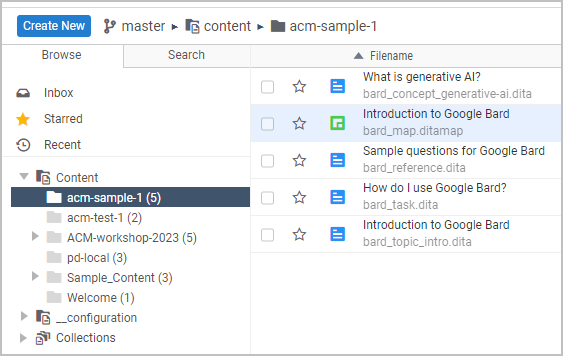 Create New master content acm-sample-1
Browse Search
Inbox
Starred
Recent
Content
acm-sample-1 (5)
acm-test-1 (2)
ACM-workshop-2023 (5)
pd-local (3)
Sample_Content (3)
Welcome (1)
__configuration
Collections
Filename
What is generative AI?
bard_concept_generative-ai.dita
Introduction to Google Bard
bard_map.ditamap
Sample questions for Google Bard
bard_reference.dita
How do I use Google Bard?
bard_task.dita
Introduction to Google Bard
bard_topic_intro.dita